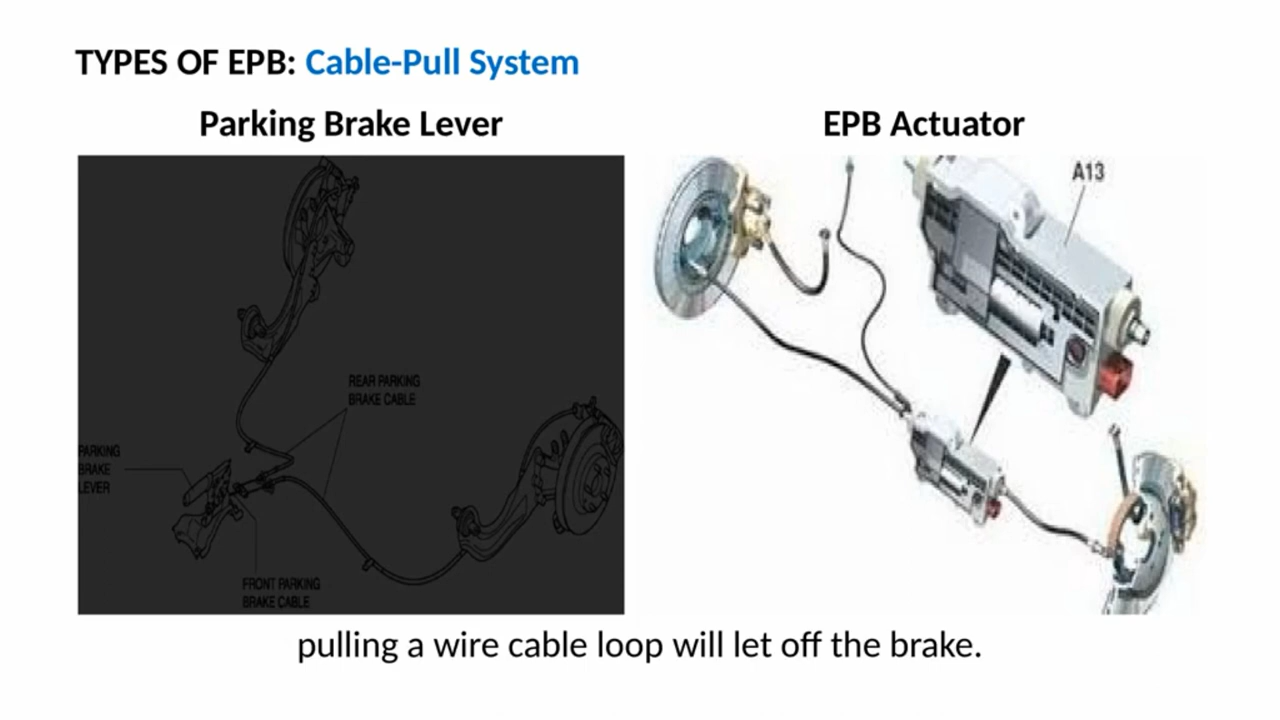 TYPES OF EPB: Cable-Pull System
Parking Brake Lever
EPB Actuator
A13
REAR PARKING
BRAKE CABLE
PARKING
BRAKE
LEVER
FRONT PARKING
BRAKE CABLE
pulling a wire cable loop will let off the brake.